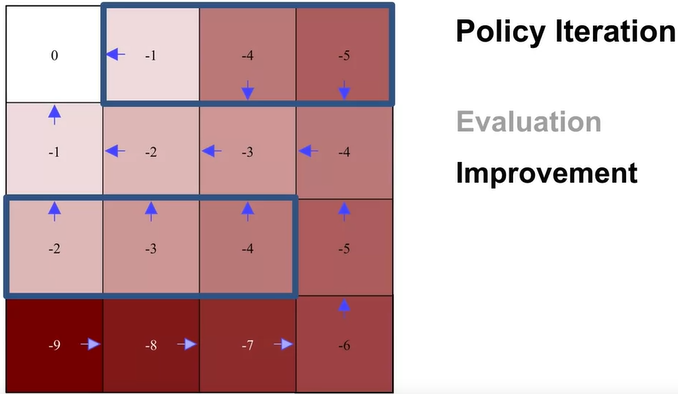 Policy Iteration
0 -1 -4 -5
Evaluation
-1 -2 -3 -4
Improvement
-2 -3 -4 -5
-9 -8 -7 -6